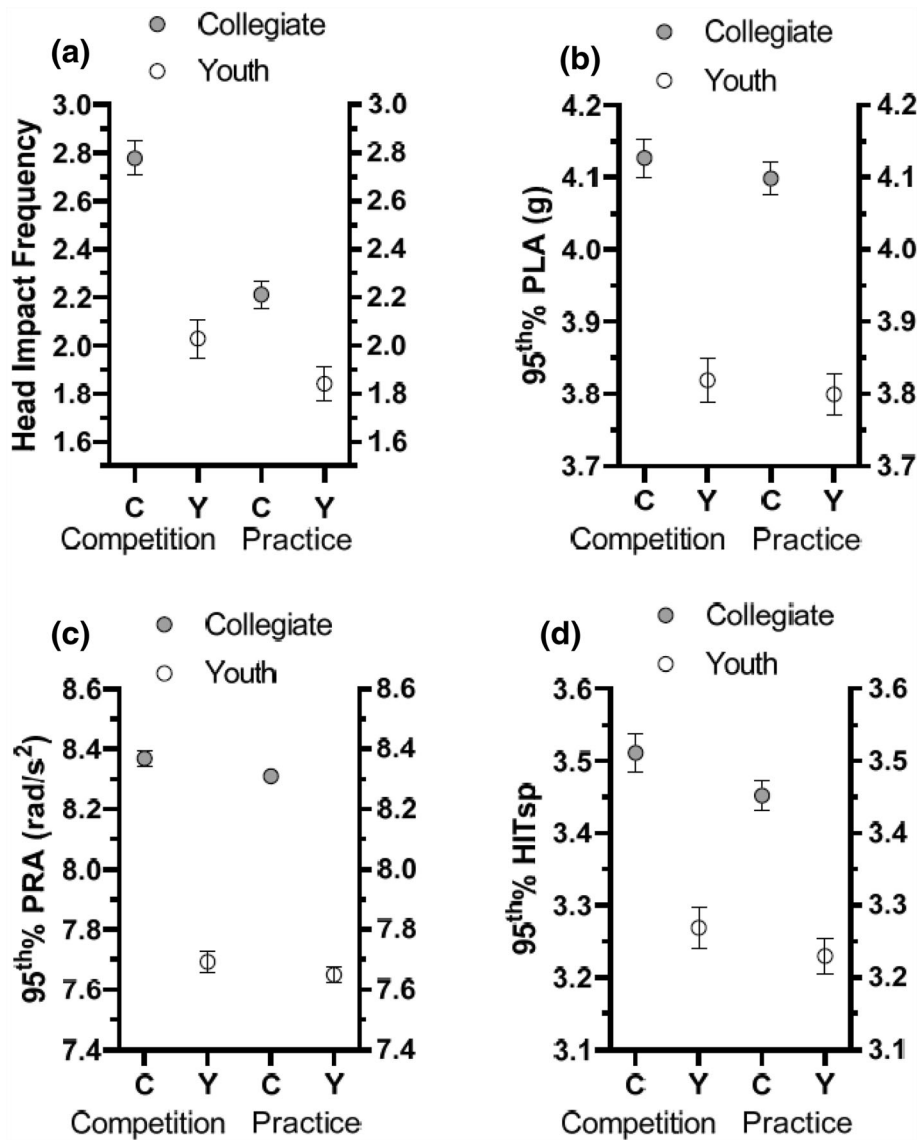 (a)
Collegiate
Youth
Head Impact Frequency
3.0
2.8
2.6
2.4
2.2
2.0
1.8
1.6
3.0
2.8
2.6
2.4
2.2
2.0
1.8
1.6
C Y C Y
Competition Practice
(b)
Collegiate
Youth
95th% PLA (g)
4.2
4.1
4.0
3.9
3.8
3.7
4.2
4.1
4.0
3.9
3.8
3.7
C Y C Y
Competition Practice
(c)
Collegiate
Youth
95th% PRA (rad/s2)
8.6
8.4
8.2
8.0
7.8
7.6
7.4
8.6
8.4
8.2
8.0
7.8
7.6
7.4
C Y C Y
Competition Practice
(d)
Collegiate
Youth
95th% HITsp
3.6
3.5
3.4
3.3
3.2
3.1
3.6
3.5
3.4
3.3
3.2
3.1
C Y C Y
Competition Practice